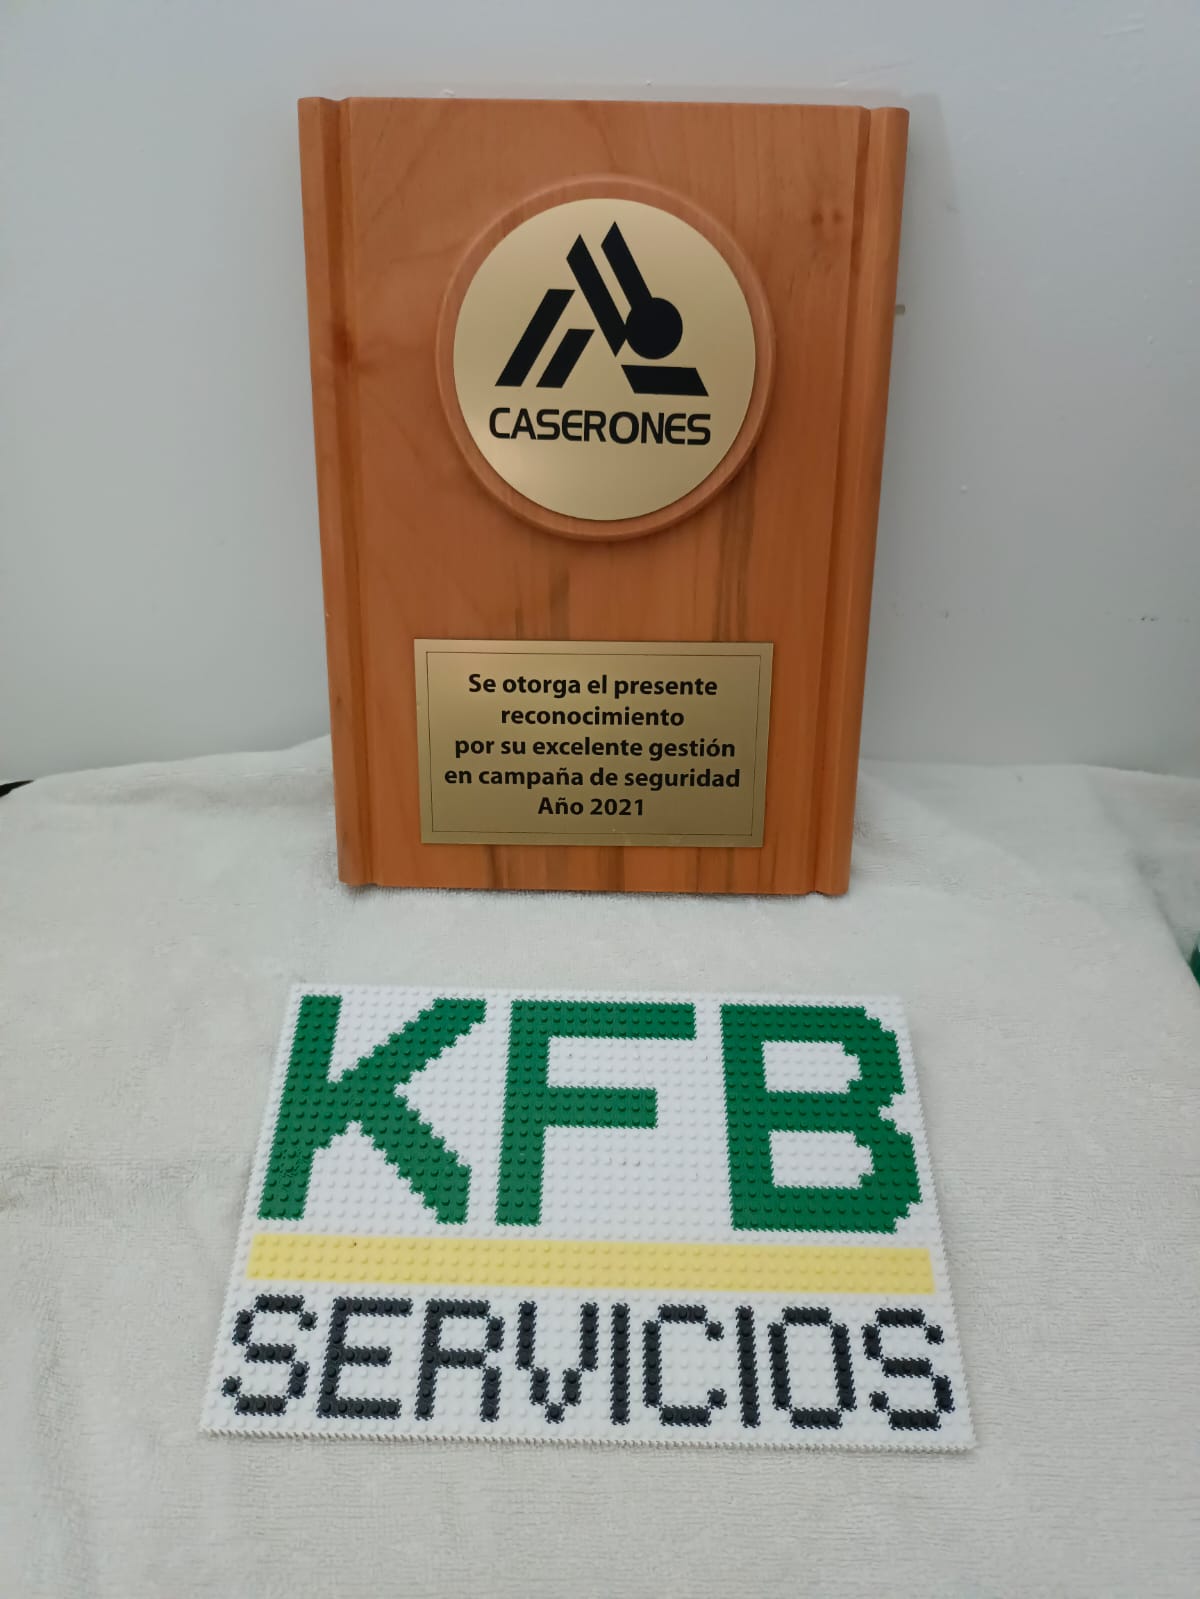 CASERONES
Se otorga el presente
reconocimiento
por su excelente gestión
en campaña de seguridad
Año 2021
KFB
SERVICIOS